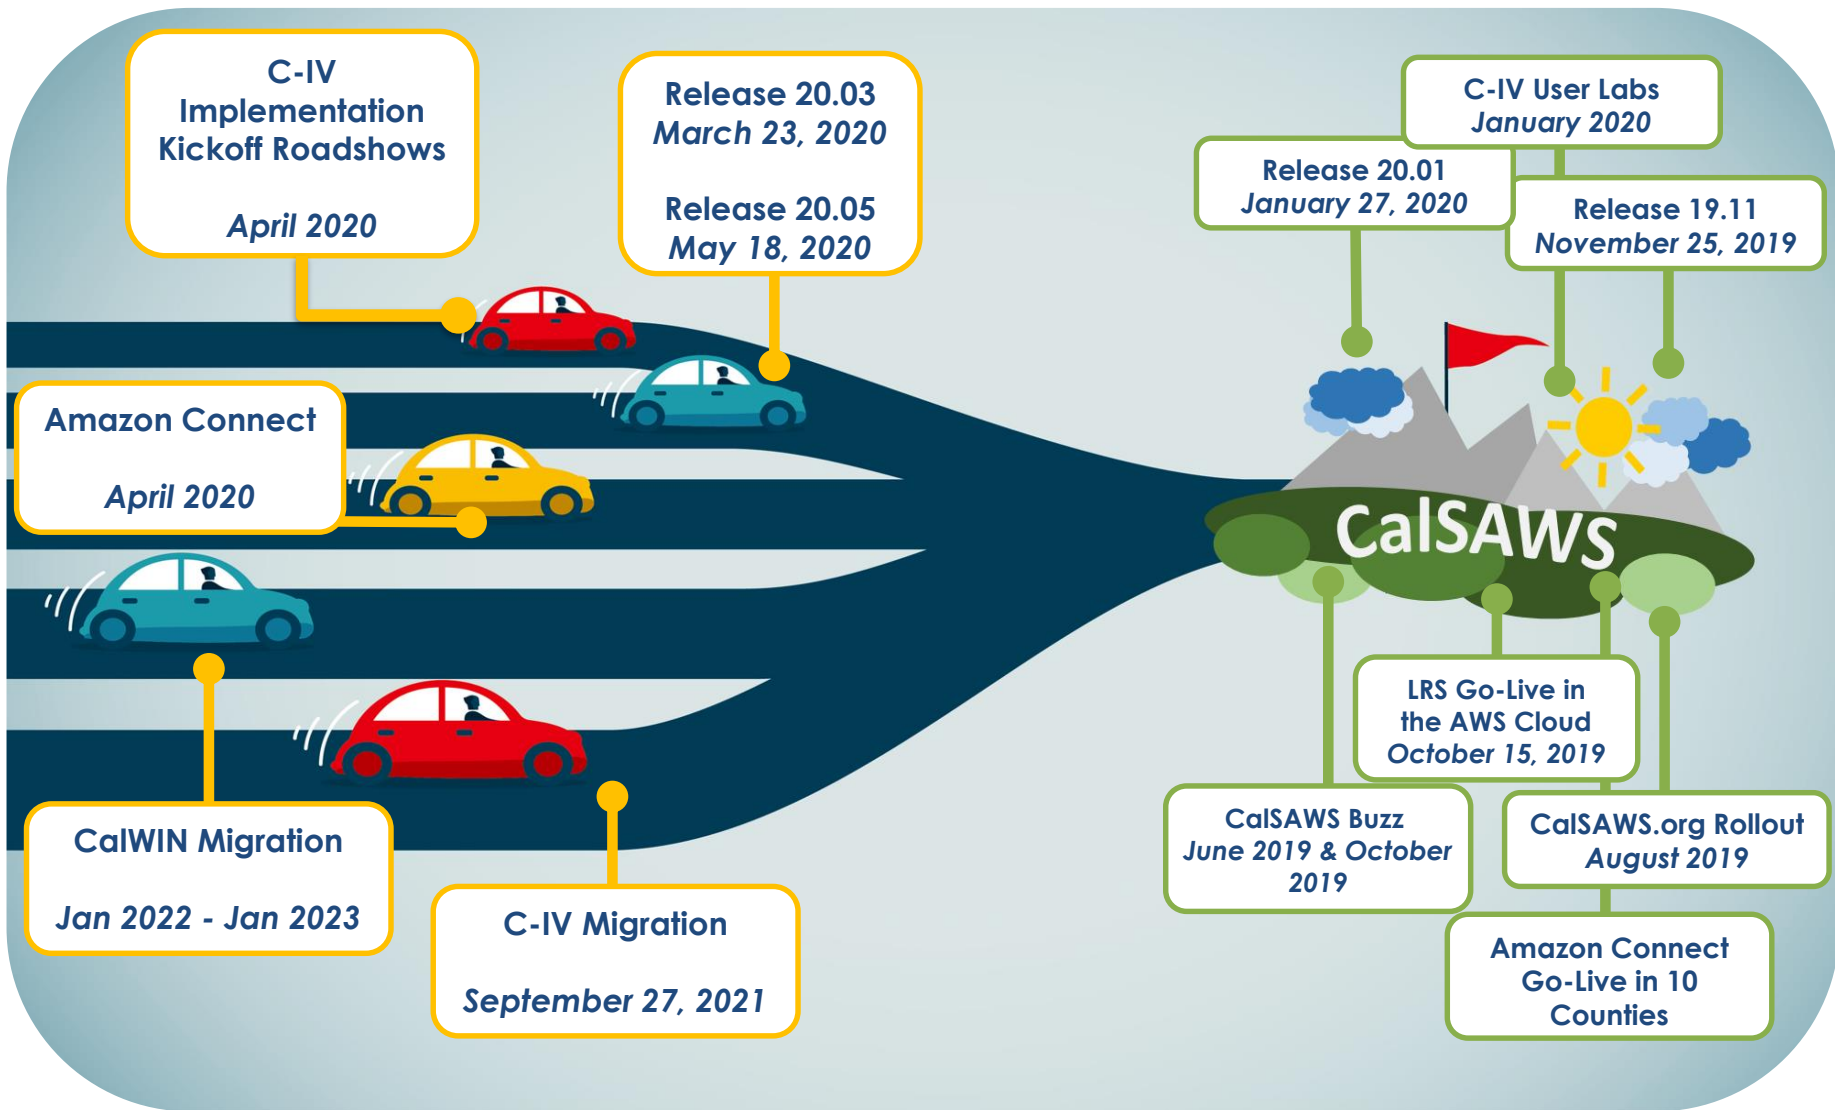 C-IV
Implementation
Kickoff Roadshows
April 2020
Release 20.03
March 23, 2020
Release 20.05
May 18, 2020
C-IV User Labs
January 2020
Release 20.01
January 27, 2020
Release 19.11
November 25, 2019
Amazon Connect
April 2020
CalSAWS
LRS Go-Live in
the AWS Cloud
October 15, 2019
CalWIN Migration
Jan 2022 - Jan 2023
C-IV Migration
September 27, 2021
CalSAWS Buzz
June 2019 & October
2019
CalSAWS.org Rollout
August 2019
Amazon Connect
Go-Live in 10
Counties